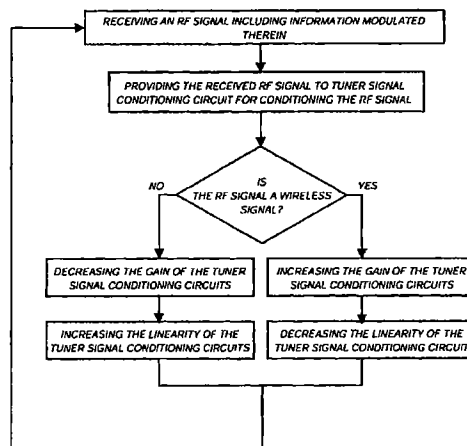 RECEIVING AN RF SIGNAL INCLUDING INFORMATION MODULATED
THEREIN
PROVIDING THE RECEIVED RF SIGNAL TO TUNER SIGNAL
CONDITIONING CIRCUIT FOR CONDITIONING THE RF SIGNAL
IS
THE RF SIGNAL A WIRELESS
SIGNAL?
NO
YES
DECREASING THE GAIN OF THE TUNER
SIGNAL CONDITIONING CIRCUITS
INCREASING THE LINEARITY OF THE
TUNER SIGNAL CONDITIONING CIRCUITS
INCREASING THE GAIN OF THE TUNER
SIGNAL CONDITIONING CIRCUITS
DECREASING THE LINEARITY OF THE
TUNER SIGNAL CONDITIONING CIRCUITS